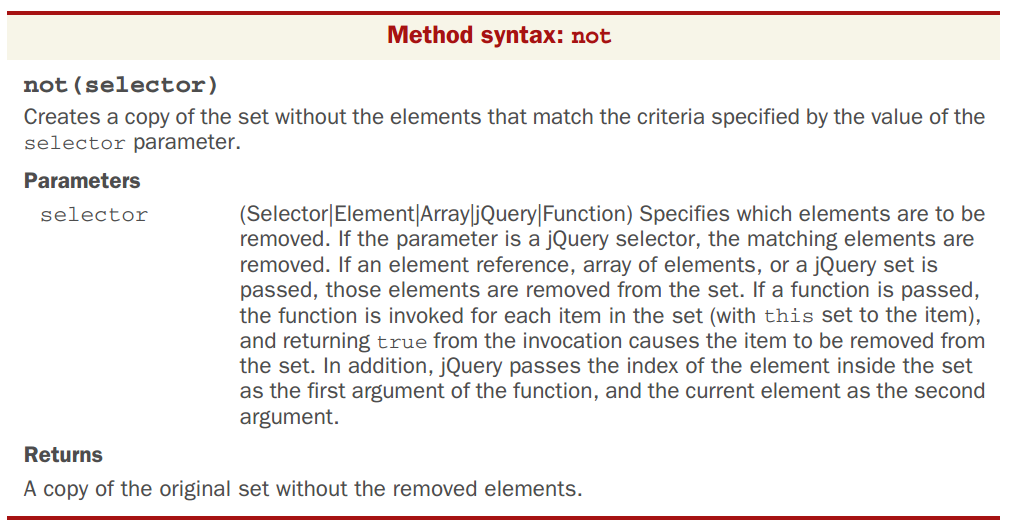 Method syntax: not
not(selector)
Creates a copy of the set without the elements that match the criteria specified by the value of the
selector parameter.
Parameters
selector (Selector|Element|Array|jQuery|Function) Specifies which elements are to be
removed. If the parameter is a jQuery selector, the matching elements are
removed. If an element reference, array of elements, or a jQuery set is
passed, those elements are removed from the set. If a function is passed,
the function is invoked for each item in the set (with this set to the item),
and returning true from the invocation causes the item to be removed from
the set. In addition, jQuery passes the index of the element inside the set
as the first argument of the function, and the current element as the second
argument.
Returns
A copy of the original set without the removed elements.